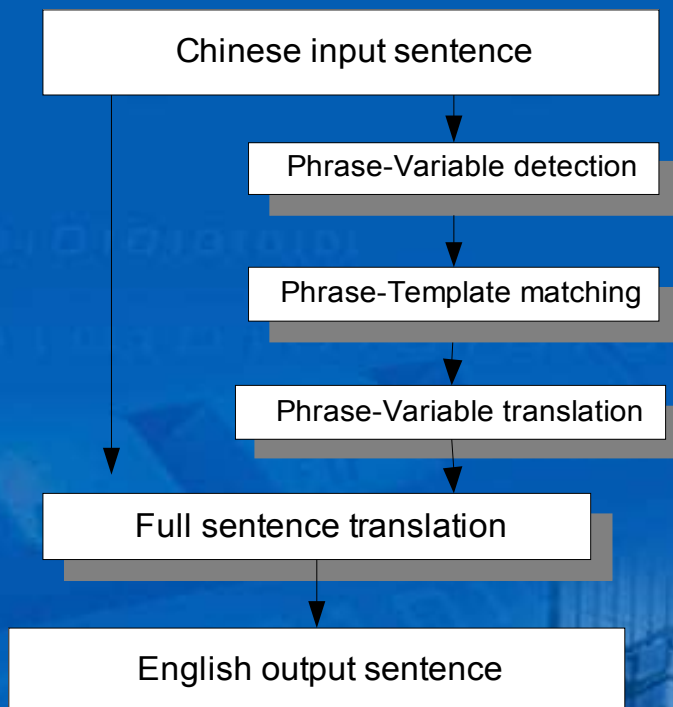 Chinese input sentence
Phrase-Variable detection
Phrase-Template matching
Phrase-Variable translation
Full sentence translation
English output sentence